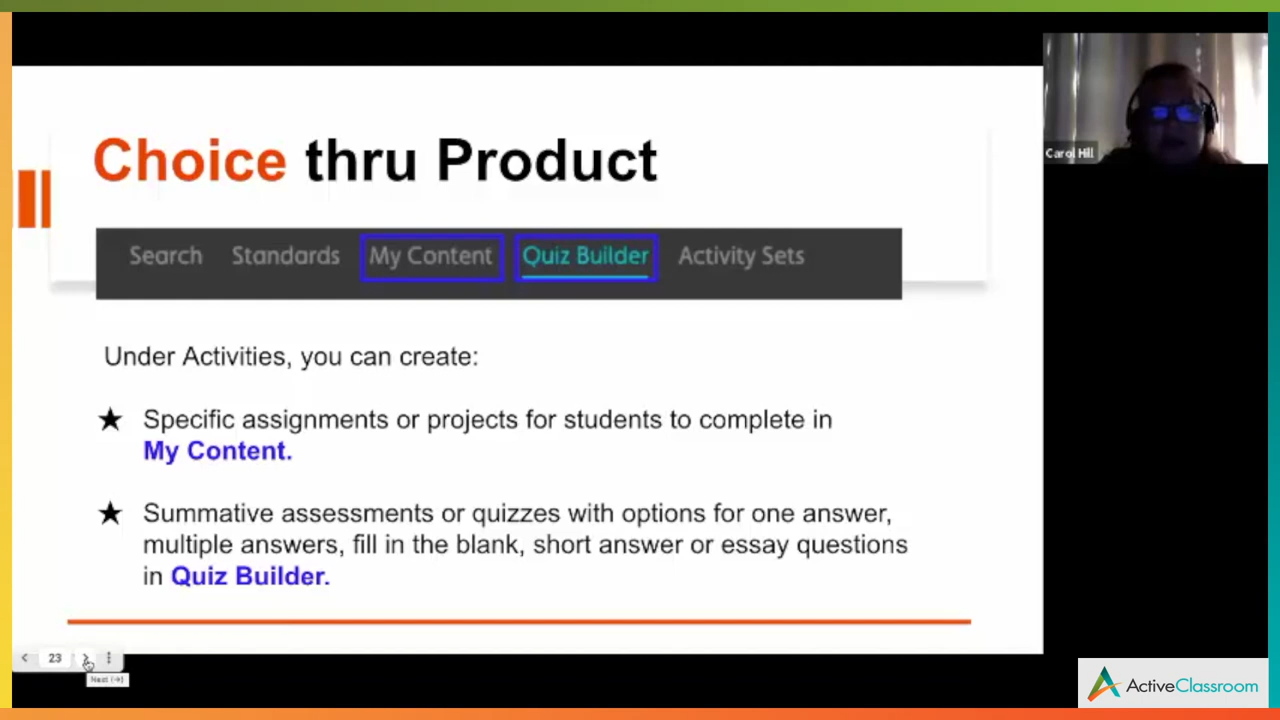 Choice thru Product
Carol Hill
Search Standards My Content Quiz Builder Activity Sets
Under Activities, you can create:
★ Specific assignments or projects for students to complete in
My Content.
★ Summative assessments or quizzes with options for one answer,
multiple answers, fill in the blank, short answer or essay questions
in Quiz Builder.
23
Next (→)
ActiveClassroom